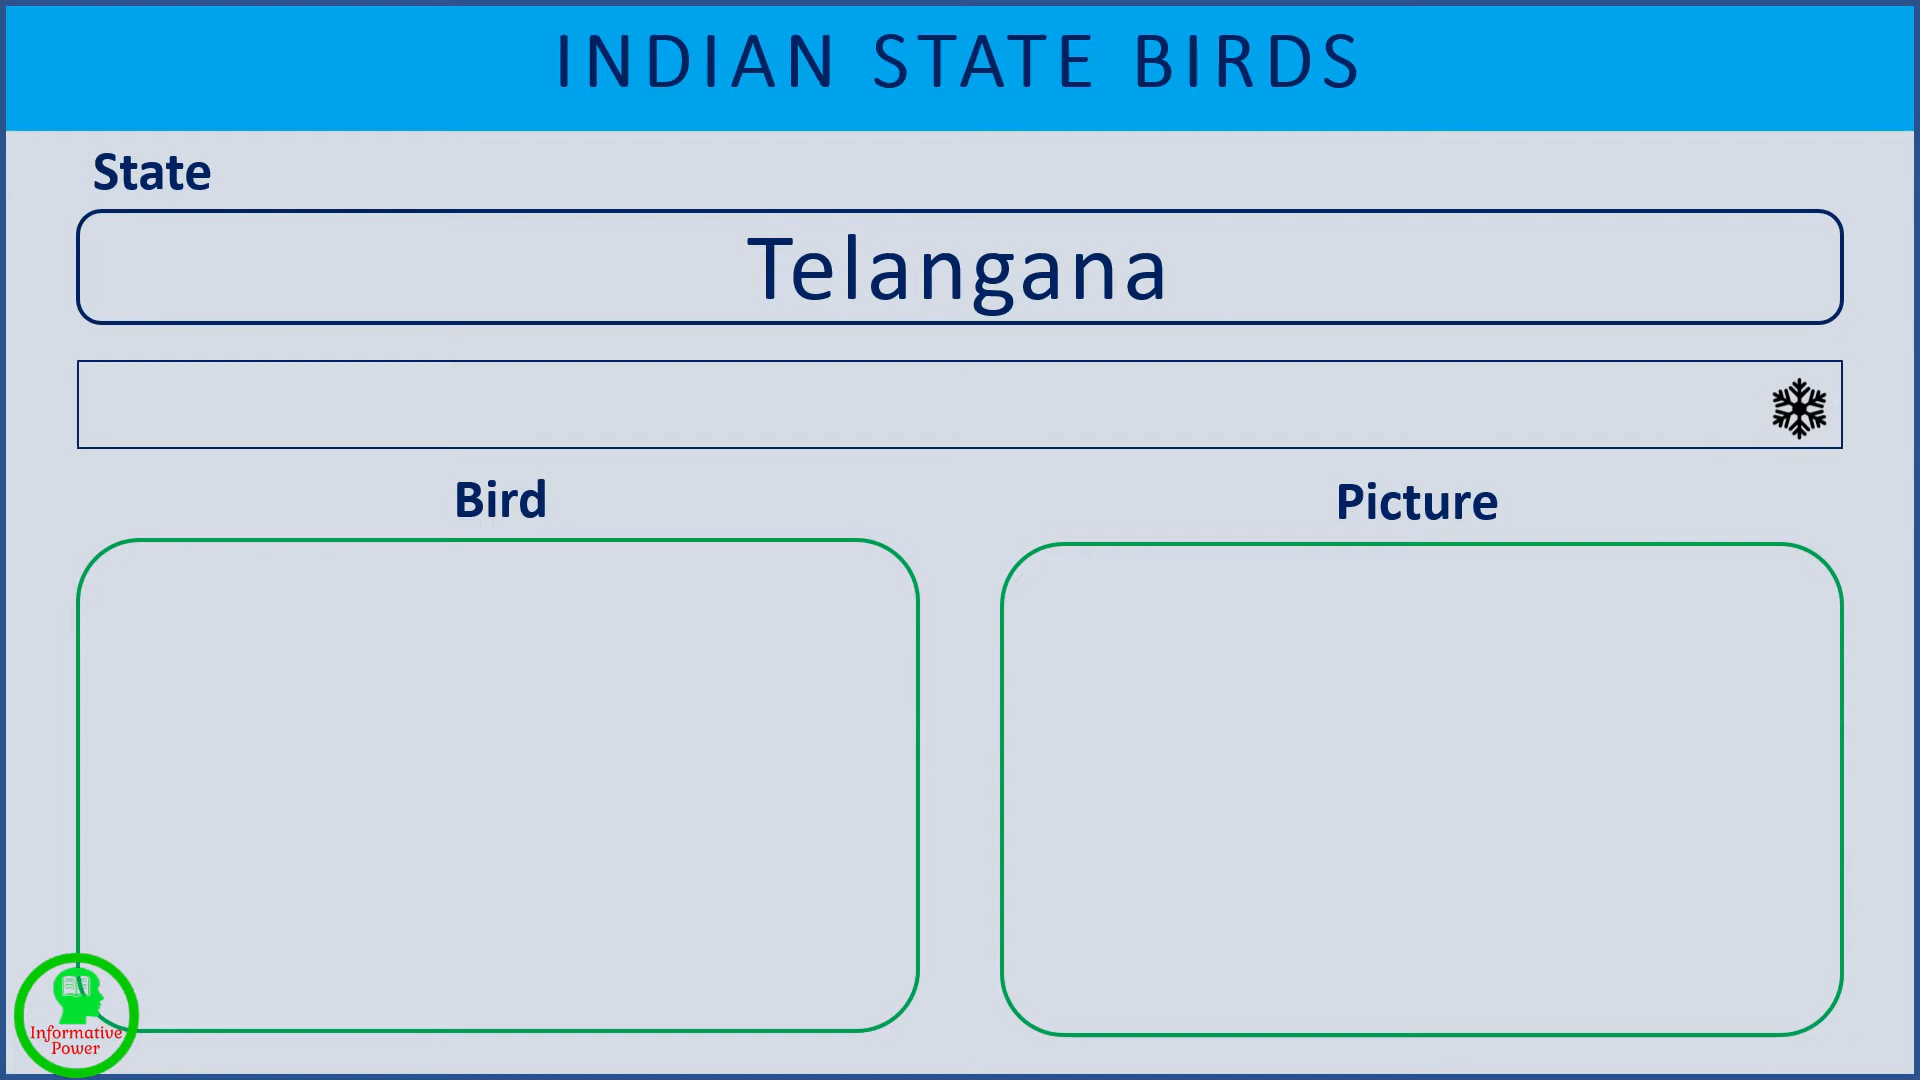 INDIAN STATE BIRDS
State
Telangana
Bird
Picture
Informative
Power